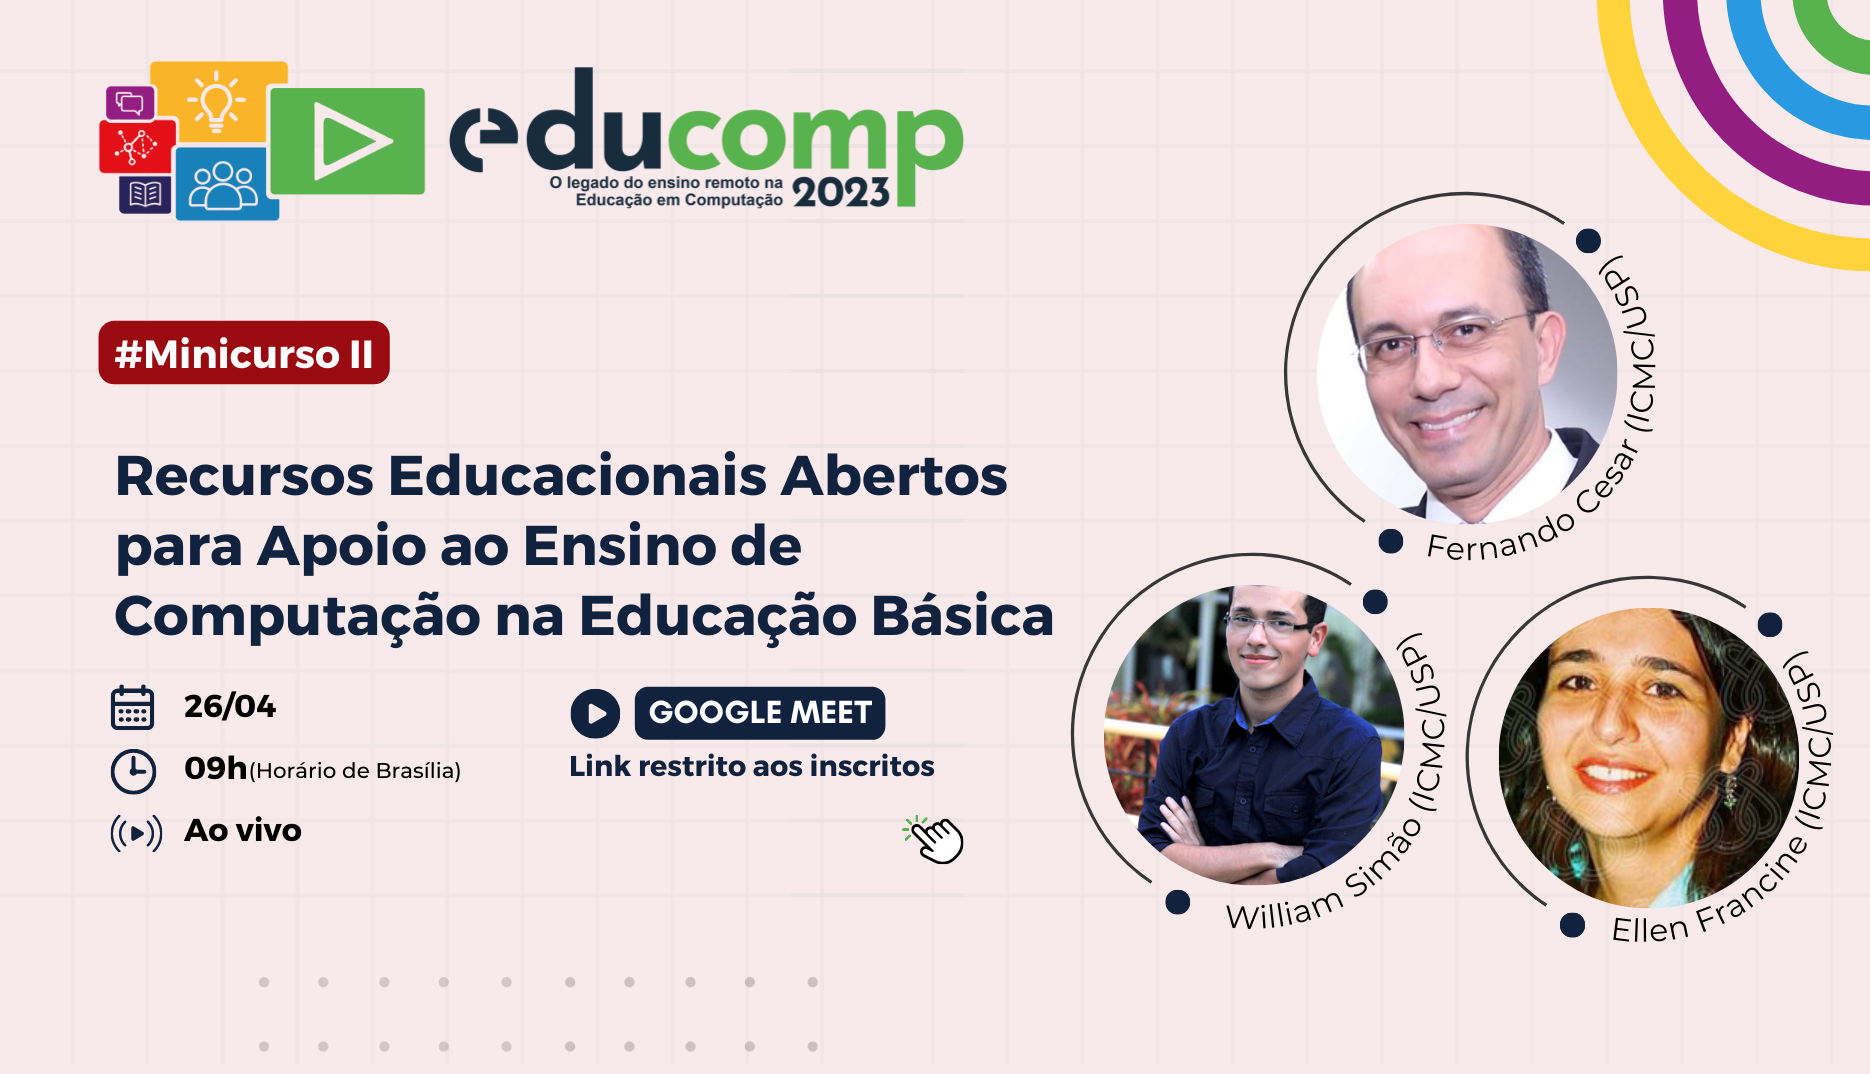 educomp
O legado do ensino remoto na
Educação em Computação
2023
#Minicurso II
Recursos Educacionais Abertos
para Apoio ao Ensino de
Computação na Educação Básica
26/04
09h(Horário de Brasília)
Ao vivo
GOOGLE MEET
Link restrito aos inscritos
Fernando Cesar (ICMC/USP)
William Simão (ICMC/USP)
Ellen Francine (ICMC/USP)